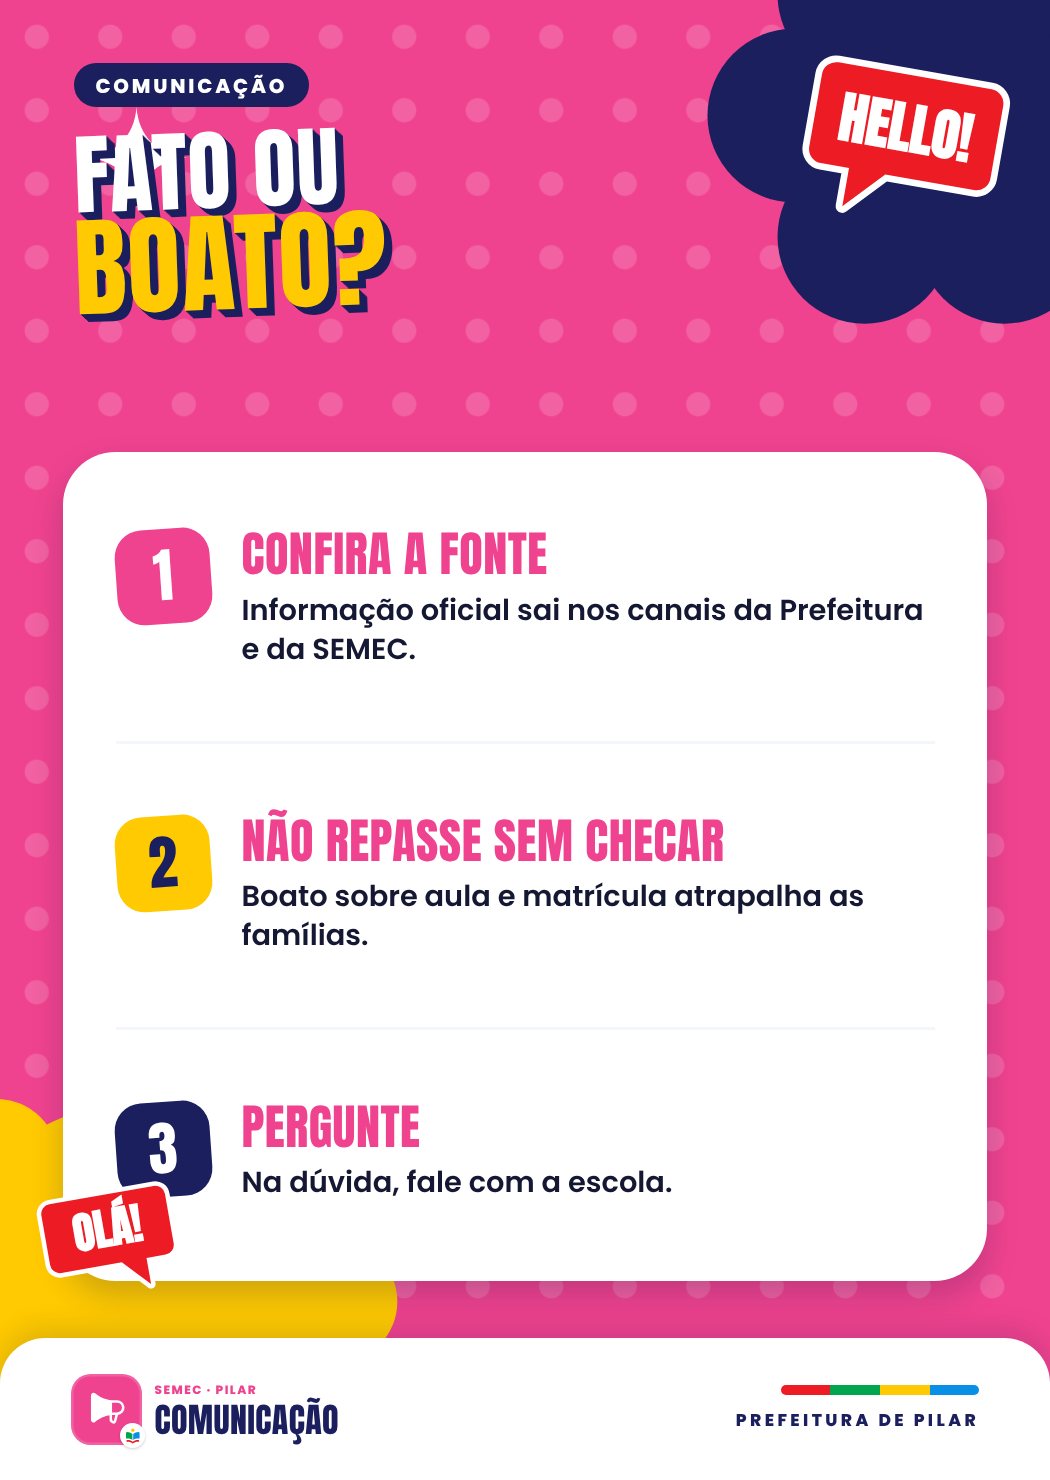 COMUNICAÇÃO
FATO OU
BOATO?
HELLO!
1
CONFIRA A FONTE
Informação oficial sai nos canais da Prefeitura
e da SEMEC.
2
NÃO REPASSE SEM CHECAR
Boato sobre aula e matrícula atrapalha as
famílias.
3
PERGUNTE
Na dúvida, fale com a escola.
OLÁ!
SEMEC · PILAR
COMUNICAÇÃO
PREFEITURA DE PILAR